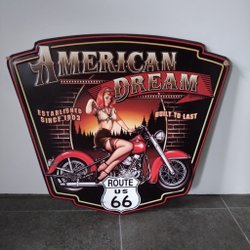 AMERICAN
DREAM
ESTABLISHED
SINCE 1903
BUILT TO LAST
ROUTE
US
66